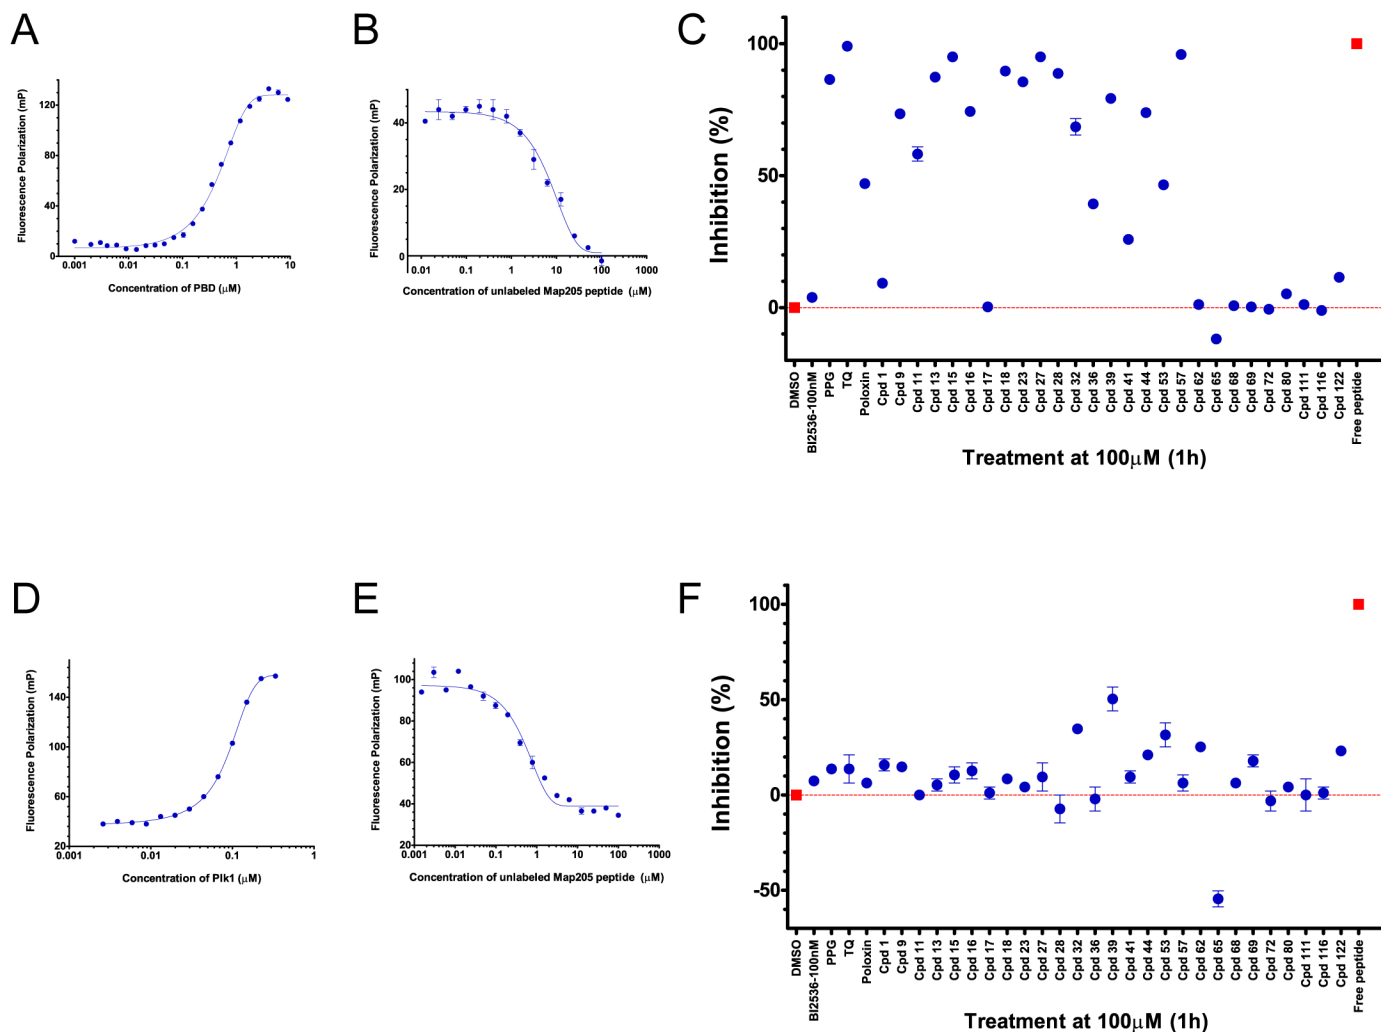 A
B
C
Fluorescence Polarization (mP)
120
80
40
0
0.001
0.01
0.1
1
10
Concentration of PBD (μM)
Fluorescence Polarization (mP)
40
20
0
0.01
0.1
1
10
100
1000
Concentration of unlabeled Map205 peptide (μM)
Inhibition (%)
100
50
0
DMSO
BI2536-100nM
PPG
TQ
Poloxin
Cpd 1
Cpd 9
Cpd 11
Cpd 13
Cpd 15
Cpd 16
Cpd 17
Cpd 18
Cpd 23
Cpd 27
Cpd 28
Cpd 32
Cpd 36
Cpd 39
Cpd 41
Cpd 44
Cpd 53
Cpd 57
Cpd 62
Cpd 65
Cpd 68
Cpd 69
Cpd 72
Cpd 80
Cpd 111
Cpd 116
Cpd 122
Free peptide
Treatment at 100μM (1h)
D
E
F
Fluorescence Polarization (mP)
140
100
60
20
0.001
0.01
0.1
1
Concentration of Plk1 (μM)
Fluorescence Polarization (mP)
100
80
60
40
20
0.001
0.01
0.1
1
10
100
1000
Concentration of unlabeled Map205 peptide (μM)
Inhibition (%)
100
50
0
-50
DMSO
BI2536-100nM
PPG
TQ
Poloxin
Cpd 1
Cpd 9
Cpd 11
Cpd 13
Cpd 15
Cpd 16
Cpd 17
Cpd 18
Cpd 23
Cpd 27
Cpd 28
Cpd 32
Cpd 36
Cpd 39
Cpd 41
Cpd 44
Cpd 53
Cpd 57
Cpd 62
Cpd 65
Cpd 68
Cpd 69
Cpd 72
Cpd 80
Cpd 111
Cpd 116
Cpd 122
Free peptide
Treatment at 100μM (1h)